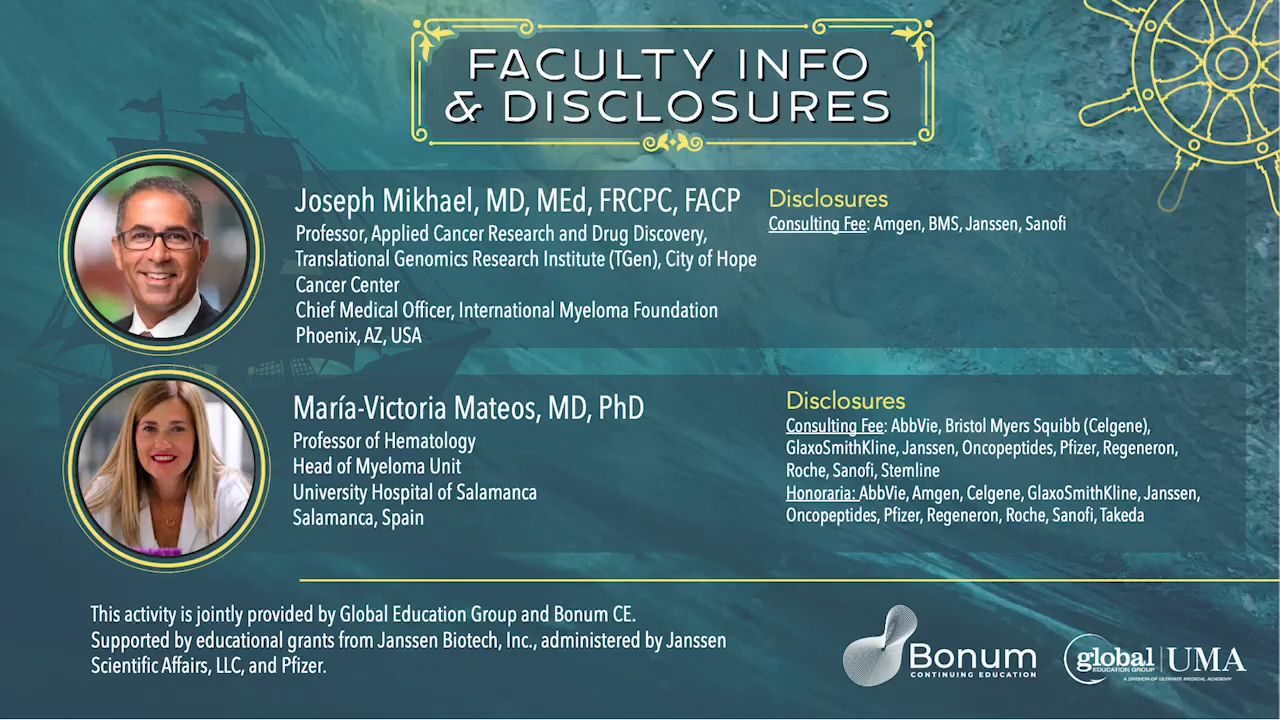 FACULTY INFO
& DISCLOSURES
Joseph Mikhael, MD, MEd, FRCPC, FACP
Professor, Applied Cancer Research and Drug Discovery,
Translational Genomics Research Institute (TGen), City of Hope
Cancer Center
Chief Medical Officer, International Myeloma Foundation
Phoenix, AZ, USA
Disclosures
Consulting Fee: Amgen, BMS, Janssen, Sanofi
María-Victoria Mateos, MD, PhD
Professor of Hematology
Head of Myeloma Unit
University Hospital of Salamanca
Salamanca, Spain
Disclosures
Consulting Fee: AbbVie, Bristol Myers Squibb (Celgene),
GlaxoSmithKline, Janssen, Oncopeptides, Pfizer, Regeneron,
Roche, Sanofi, Stemline
Honoraria: AbbVie, Amgen, Celgene, GlaxoSmithKline, Janssen,
Oncopeptides, Pfizer, Regeneron, Roche, Sanofi, Takeda
This activity is jointly provided by Global Education Group and Bonum CE.
Supported by educational grants from Janssen Biotech, Inc., administered by Janssen
Scientific Affairs, LLC, and Pfizer.
Bonum
CONTINUING EDUCATION
global
EDUCATION GROUP
UMA
A DIVISION OF ULTIMATE MEDICAL ACADEMY